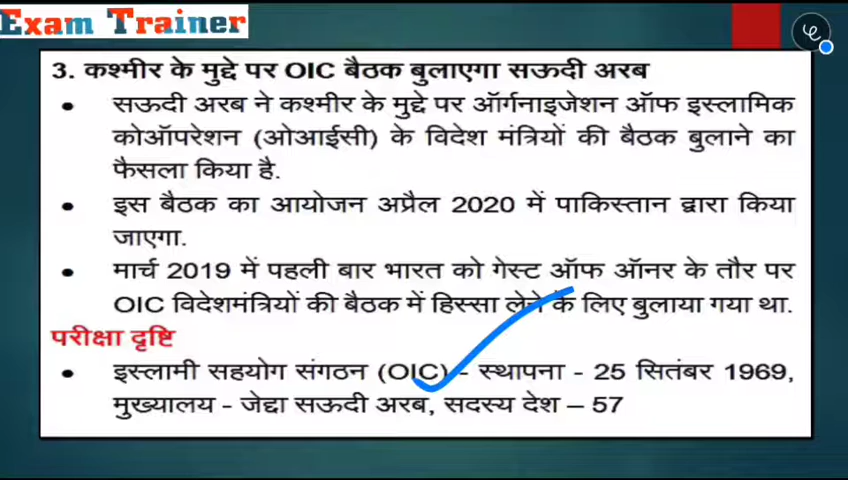 Exam Trainer
3. कश्मीर के मुद्दे पर OIC बैठक बुलाएगा सऊदी अरब
• सऊदी अरब ने कश्मीर के मुद्दे पर ऑर्गनाइजेशन ऑफ इस्लामिक
कोऑपरेशन (ओआईसी) के विदेश मंत्रियों की बैठक बुलाने का
फैसला किया है.
• इस बैठक का आयोजन अप्रैल 2020 में पाकिस्तान द्वारा किया
जाएगा.
• मार्च 2019 में पहली बार भारत को गेस्ट ऑफ ऑनर के तौर पर
OIC विदेशमंत्रियों की बैठक में हिस्सा लेने के लिए बुलाया गया था.
परीक्षा दृष्टि
• इस्लामी सहयोग संगठन (OIC) - स्थापना - 25 सितंबर 1969,
मुख्यालय - जेद्दा सऊदी अरब, सदस्य देश – 57